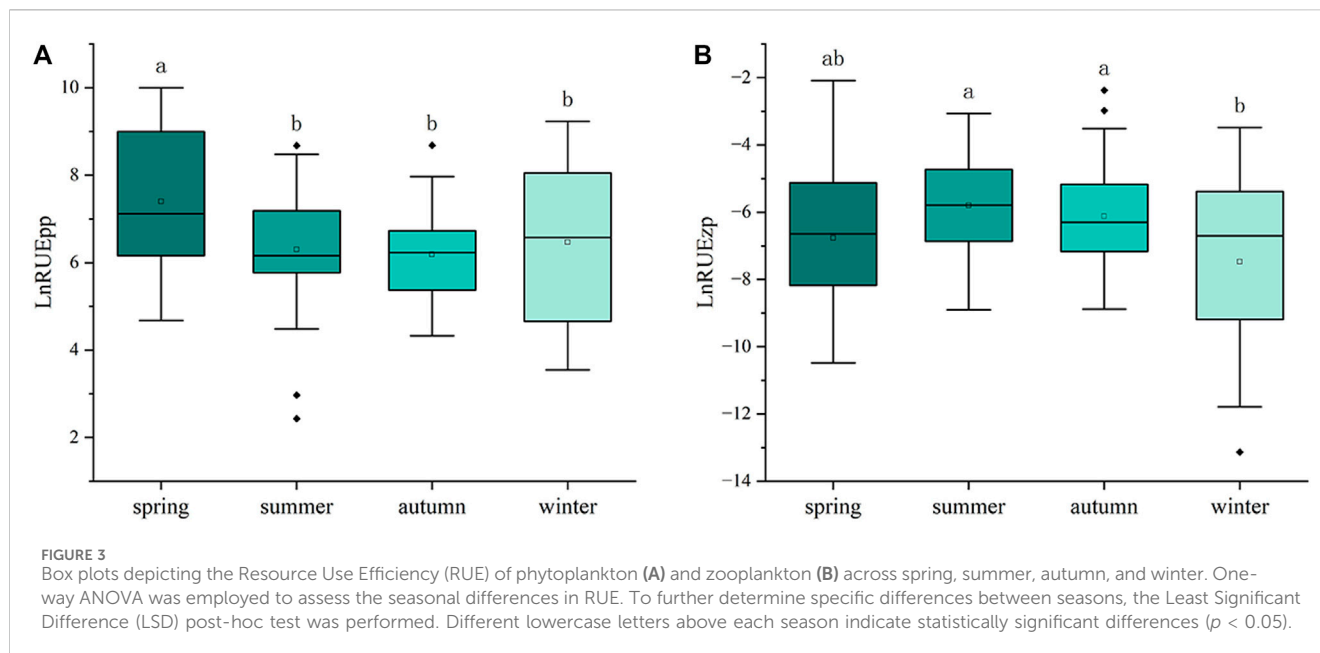 A
a
b
b
b
10
8
6
4
2
LnRUEpp
spring
summer
autumn
winter
B
ab
a
a
b
−2
−4
−6
−8
−10
−12
−14
LnRUEzp
spring
summer
autumn
winter
FIGURE 3
Box plots depicting the Resource Use Efficiency (RUE) of phytoplankton (A) and zooplankton (B) across spring, summer, autumn, and winter. One-
way ANOVA was employed to assess the seasonal differences in RUE. To further determine specific differences between seasons, the Least Significant
Difference (LSD) post-hoc test was performed. Different lowercase letters above each season indicate statistically significant differences (p < 0.05).